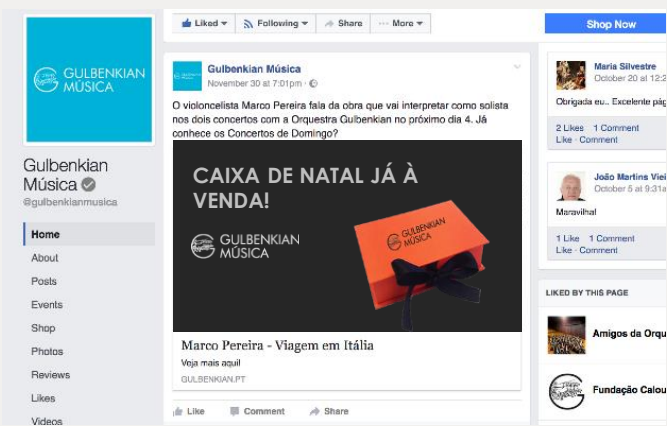 GULBENKIAN
MÚSICA
Gulbenkian
Música
@gulbenkianmusica
Home
About
Posts
Events
Shop
Photos
Reviews
Likes
Videos
Liked Following Share ··· More
Gulbenkian Música
November 30 at 7:01pm ·
O violoncelista Marco Pereira fala da obra que vai interpretar como solista
nos dois concertos com a Orquestra Gulbenkian no próximo dia 4. Já
conhece os Concertos de Domingo?
CAIXA DE NATAL JÁ À
VENDA!
GULBENKIAN
MÚSICA
GULBENKIAN
MÚSICA
Marco Pereira - Viagem em Itália
Veja mais aqui!
GULBENKIAN.PT
Like Comment Share
Shop Now
Maria Silvestre
October 20 at 12:2
Obrigada eu.. Excelente pág
2 Likes 1 Comment
Like · Comment
João Martins Viei
October 5 at 9:31a
Maravilha!
1 Like 1 Comment
Like · Comment
LIKED BY THIS PAGE
Amigos da Orqu
Fundação Calou